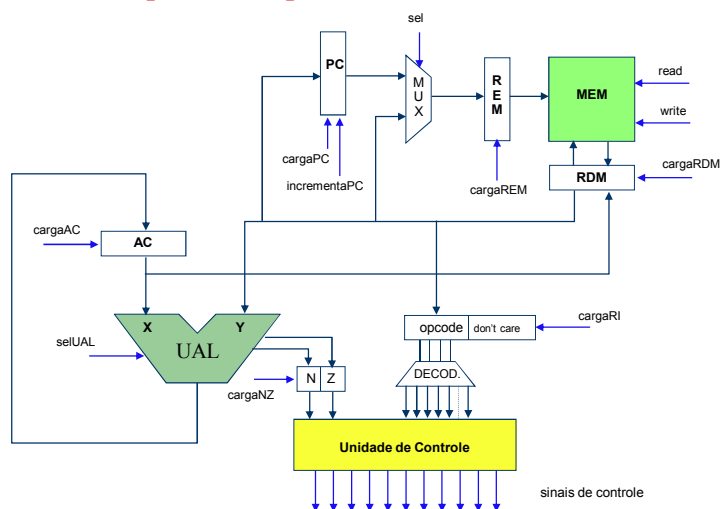 sel
PC
M
U
X
R
E
M
MEM
read
write
cargaPC
incrementaPC
cargaREM
RDM
cargaRDM
cargaAC
AC
X
Y
UAL
selUAL
opcode
don't care
cargaRI
DECOD.
N
Z
cargaNZ
Unidade de Controle
sinais de controle